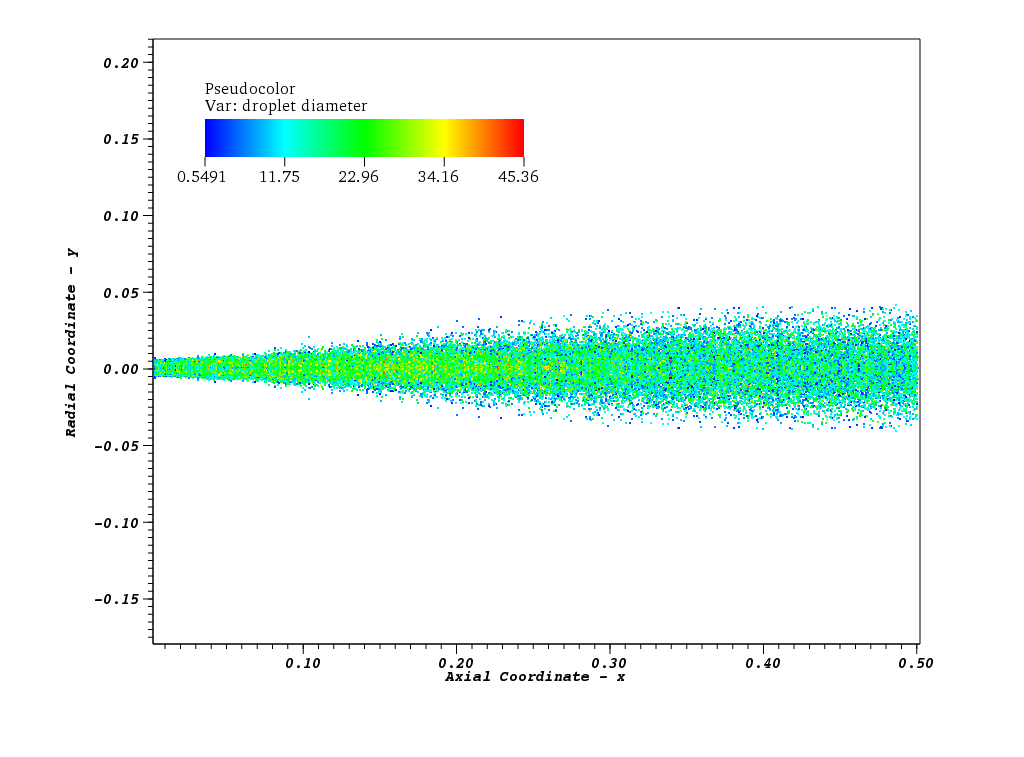 Pseudocolor
Var: droplet diameter
0.5491 11.75 22.96 34.16 45.36
0.20
0.15
0.10
0.05
0.00
-0.05
-0.10
-0.15
Radial Coordinate - y
0.10 0.20 0.30 0.40 0.50
Axial Coordinate - x